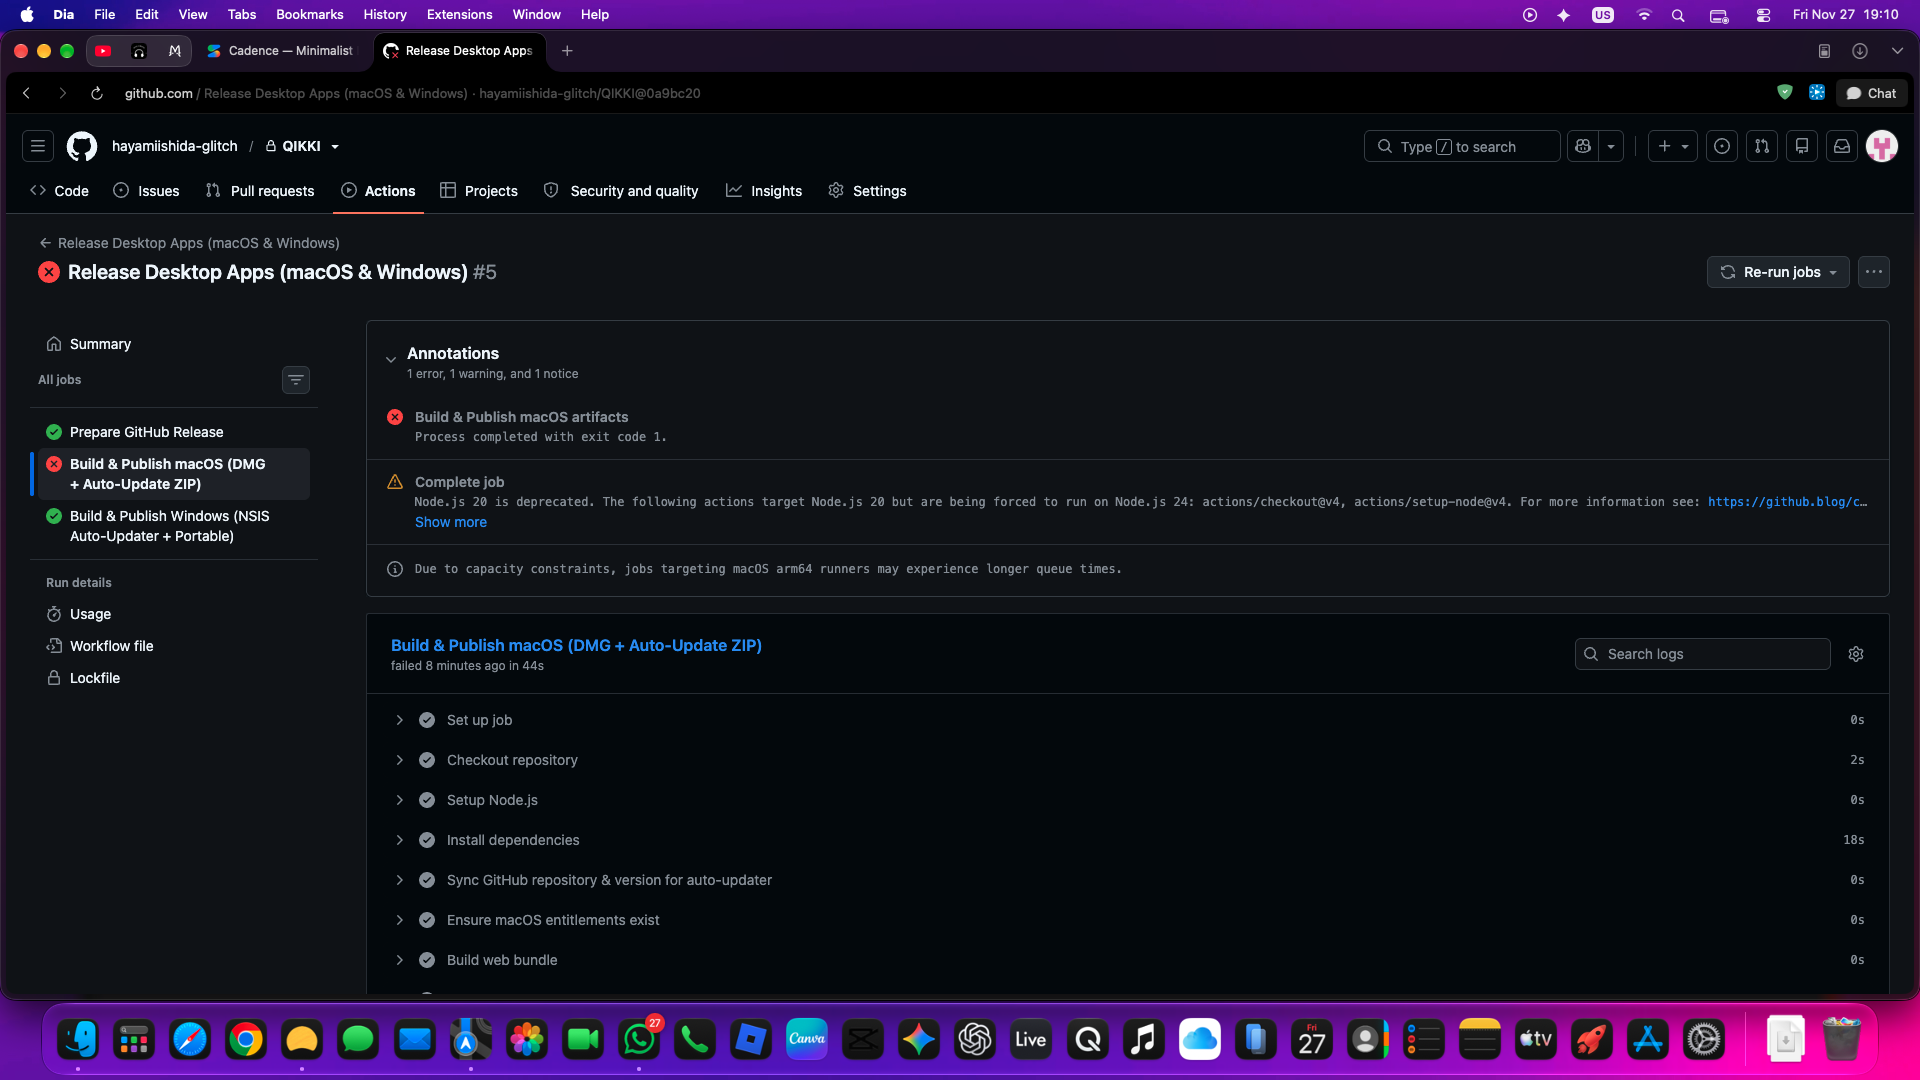 Dia File Edit View Tabs Bookmarks History Extensions Window Help
US
Fri Nov 27 19:10
Cadence — Minimalist
Release Desktop Apps
github.com / Release Desktop Apps (macOS & Windows) · hayamiishida-glitch/QIKKI@0a9bc20
Chat
hayamiishida-glitch / QIKKI
Type / to search
Code Issues Pull requests Actions Projects Security and quality Insights Settings
Release Desktop Apps (macOS & Windows)
Release Desktop Apps (macOS & Windows) #5
Re-run jobs
Summary
All jobs
Prepare GitHub Release
Build & Publish macOS (DMG
+ Auto-Update ZIP)
Build & Publish Windows (NSIS
Auto-Updater + Portable)
Run details
Usage
Workflow file
Lockfile
Annotations
1 error, 1 warning, and 1 notice
Build & Publish macOS artifacts
Process completed with exit code 1.
Complete job
Node.js 20 is deprecated. The following actions target Node.js 20 but are being forced to run on Node.js 24: actions/checkout@v4, actions/setup-node@v4. For more information see: https://github.blog/c…
Show more
Due to capacity constraints, jobs targeting macOS arm64 runners may experience longer queue times.
Build & Publish macOS (DMG + Auto-Update ZIP)
failed 8 minutes ago in 44s
Search logs
Set up job 0s
Checkout repository 2s
Setup Node.js 0s
Install dependencies 18s
Sync GitHub repository & version for auto-updater 0s
Ensure macOS entitlements exist 0s
Build web bundle 0s
27
Canva
Live
Fri
27
tv